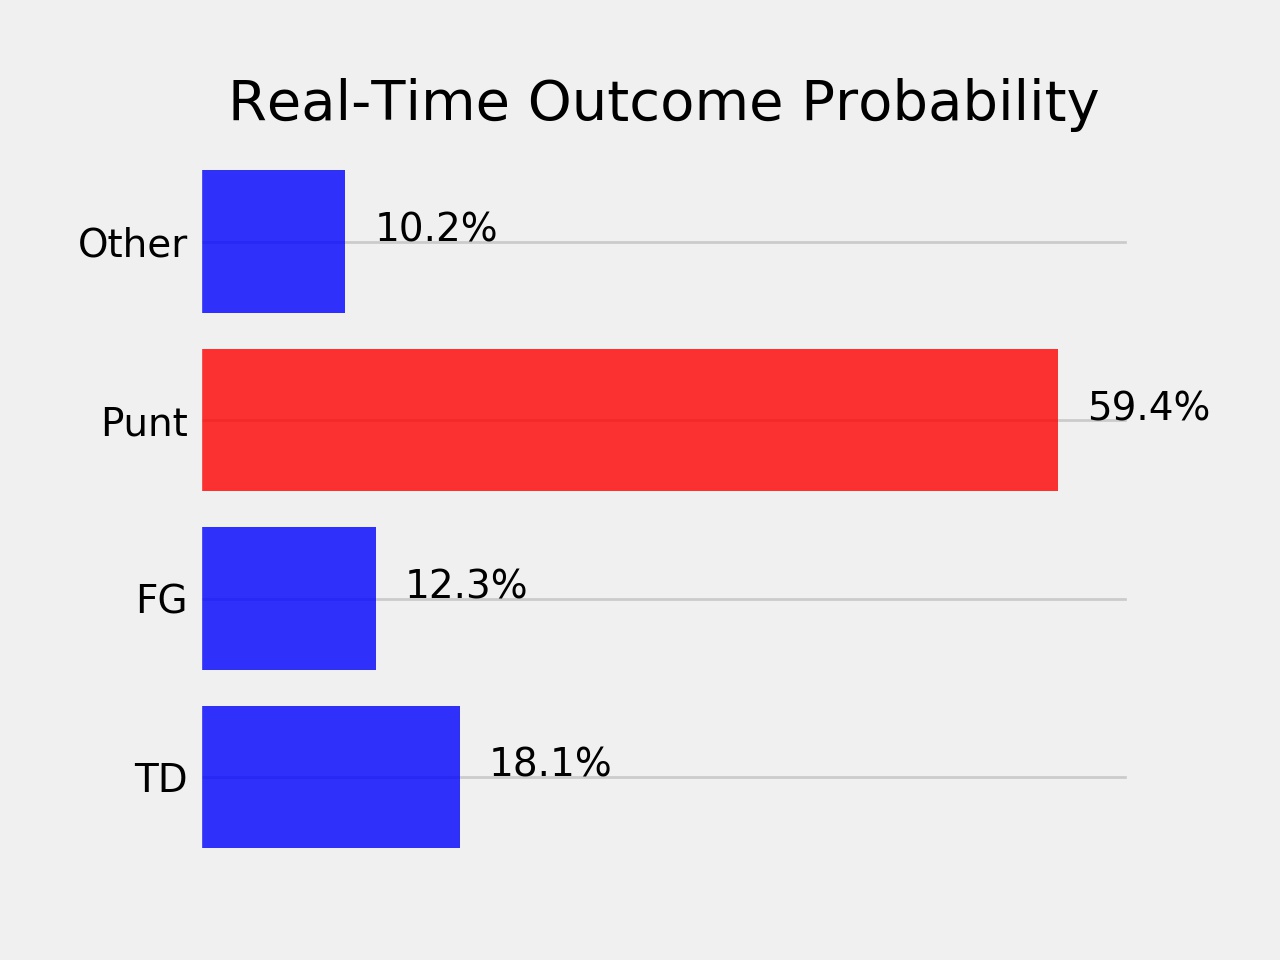 Real-Time Outcome Probability
Other 10.2%
Punt 59.4%
FG 12.3%
TD 18.1%